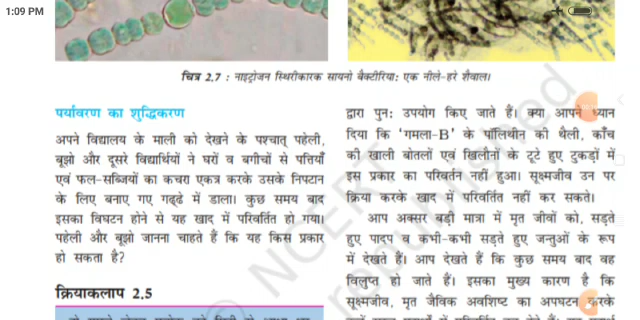 1:09 PM
चित्र 2.7 : नाइट्रोजन स्थिरीकारक सायनो बैक्टीरिया: एक नीले-हरे शैवाल।
पर्यावरण का शुद्धिकरण
अपने विद्यालय के माली को देखने के पश्चात् पहेली,
बूझो और दूसरे विद्यार्थियों ने घरों व बगीचों से पत्तियाँ
एवं फल-सब्जियों का कचरा एकत्र करके उसके निपटान
के लिए बनाए गए गढ्ढे में डाला। कुछ समय बाद
इसका विघटन होने से यह खाद में परिवर्तित हो गया।
पहेली और बूझो जानना चाहते हैं कि यह किस प्रकार
हो सकता है?
क्रियाकलाप 2.5
द्वारा पुन: उपयोग किए जाते हैं। क्या आपने ध्यान
दिया कि 'गमला-B' के पॉलिथीन की थैली, काँच
की खाली बोतलों एवं खिलौनों के टूटे हुए टुकड़ों में
इस प्रकार का परिवर्तन नहीं हुआ। सूक्ष्मजीव उन पर
क्रिया करके खाद में परिवर्तित नहीं कर सकते।
आप अक्सर बड़ी मात्रा में मृत जीवों को, सड़ते
हुए पादप व कभी-कभी सड़ते हुए जन्तुओं के रूप
में देखते हैं। आप देखते हैं कि कुछ समय बाद वह
विलुप्त हो जाते हैं। इसका मुख्य कारण है कि
सूक्ष्मजीव, मृत जैविक अवशिष्ट का अपघटन करके
© NCERT
republished